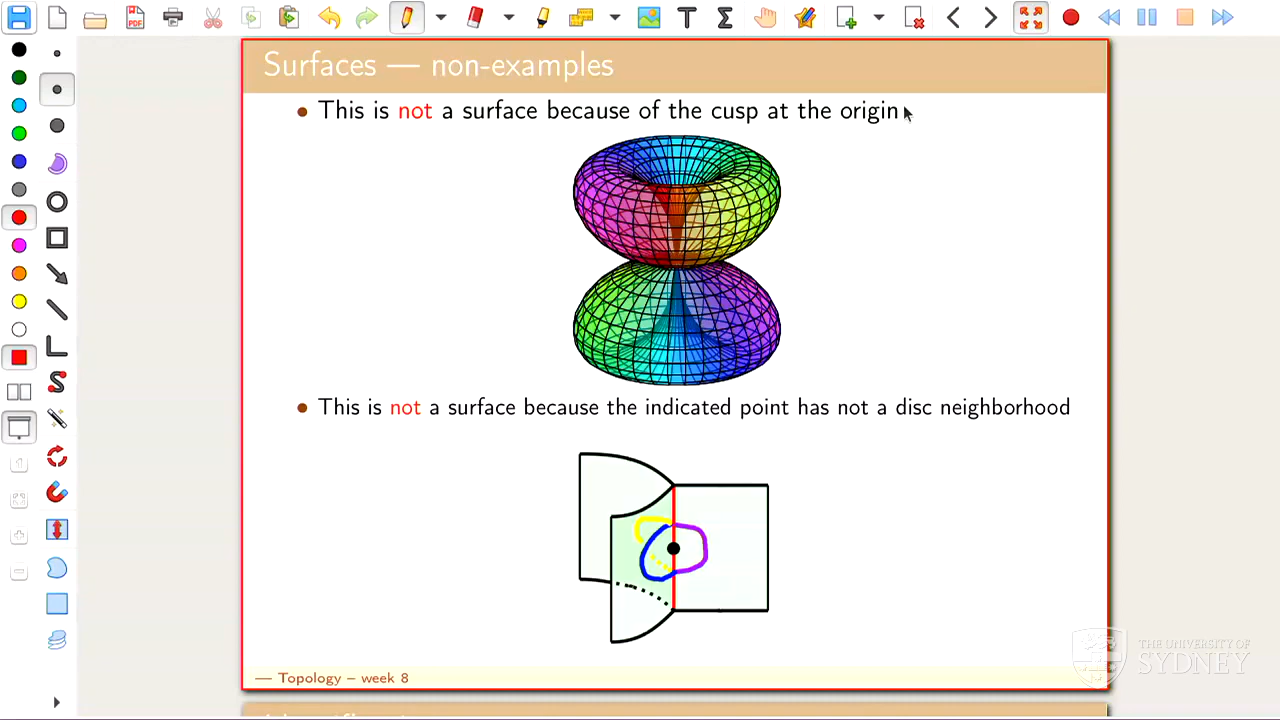 Surfaces — non-examples
• This is not a surface because of the cusp at the origin
• This is not a surface because the indicated point has not a disc neighborhood
— Topology – week 8
THE UNIVERSITY OF
SYDNEY